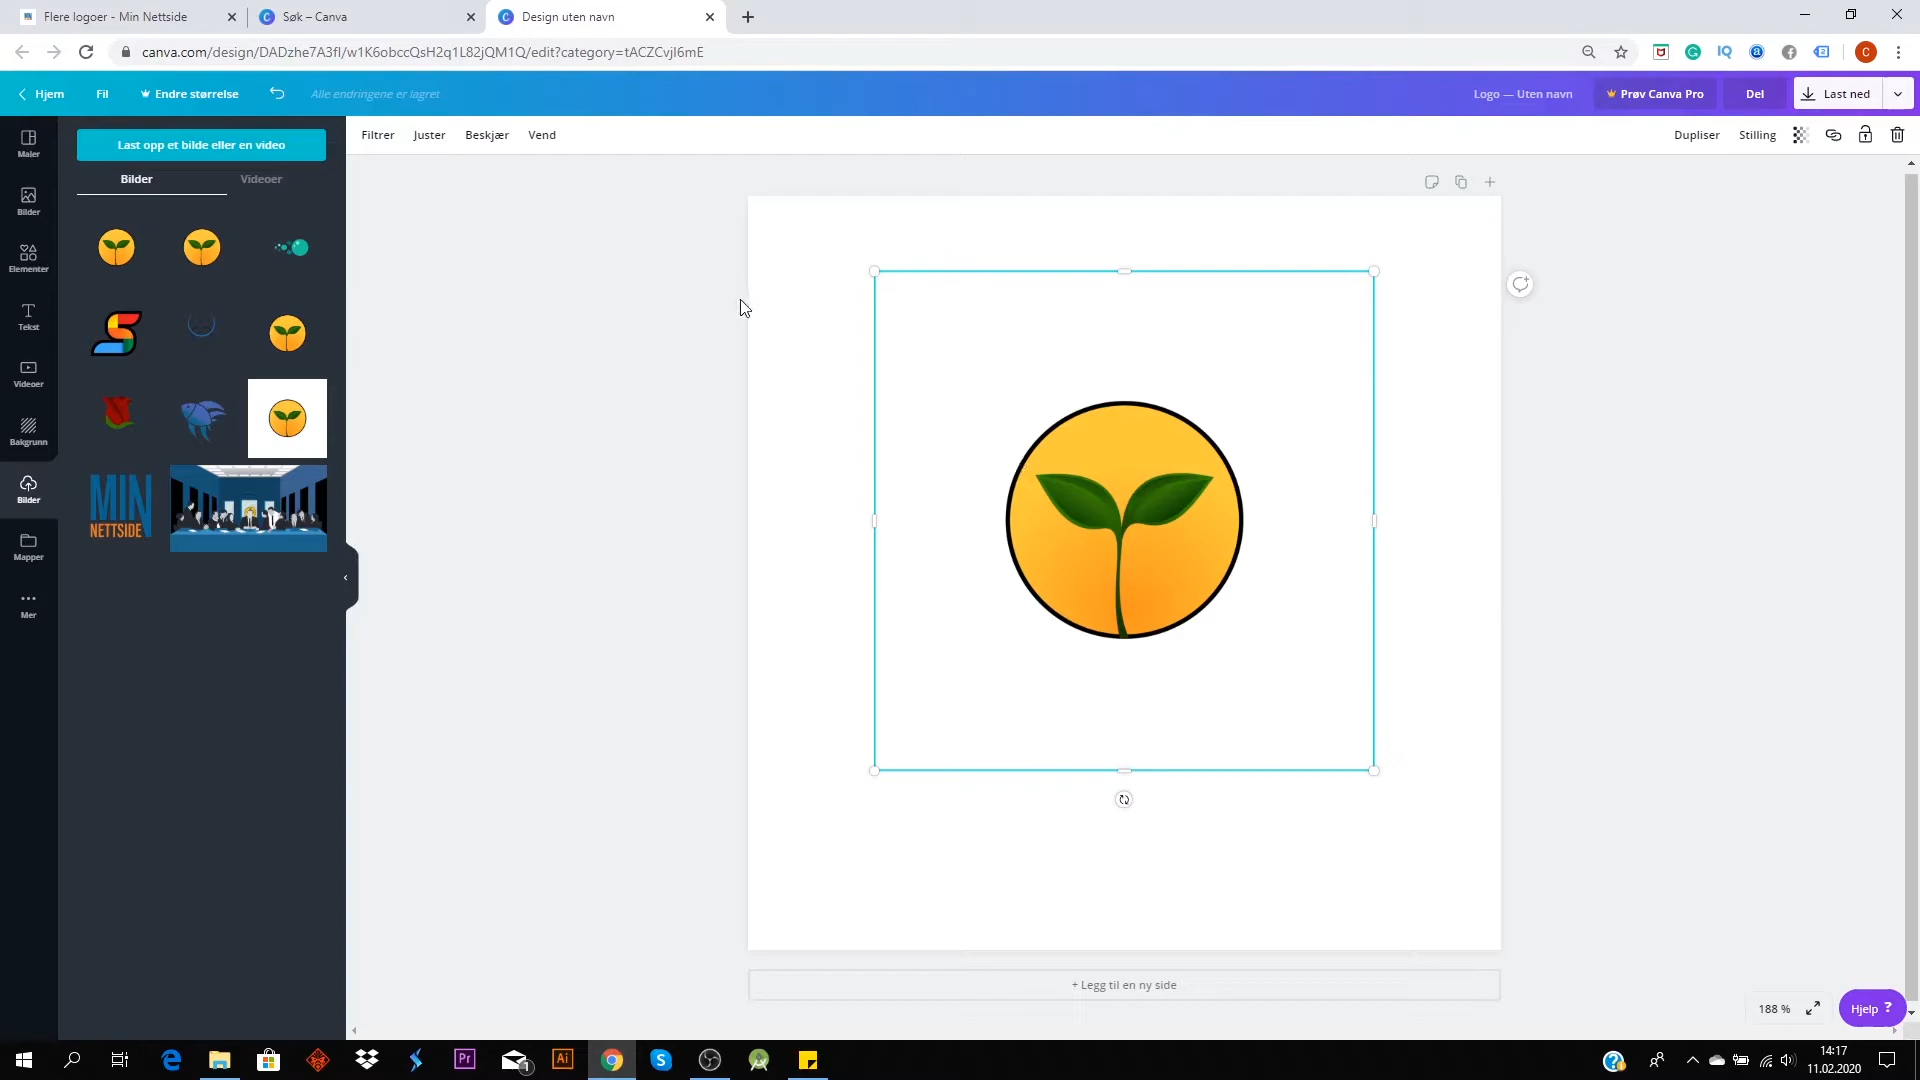 Flere logoer - Min Nettside
Søk – Canva
Design uten navn
canva.com/design/DADzhe7A3fI/w1K6obccQsH2q1L82jQM1Q/edit?category=tACZCvjI6mE
Hjem
Fil
Endre størrelse
Alle endringene er lagret
Logo — Uten navn
Prøv Canva Pro
Del
Last ned
Maler
Bilder
Elementer
Tekst
Videoer
Bakgrunn
Bilder
Mapper
Mer
Last opp et bilde eller en video
Bilder
Videoer
MIN
NETTSIDE
Filtrer
Juster
Beskjær
Vend
Dupliser
Stilling
+ Legg til en ny side
188 %
Hjelp ?
Pr
1
Ai
14:17
11.02.2020